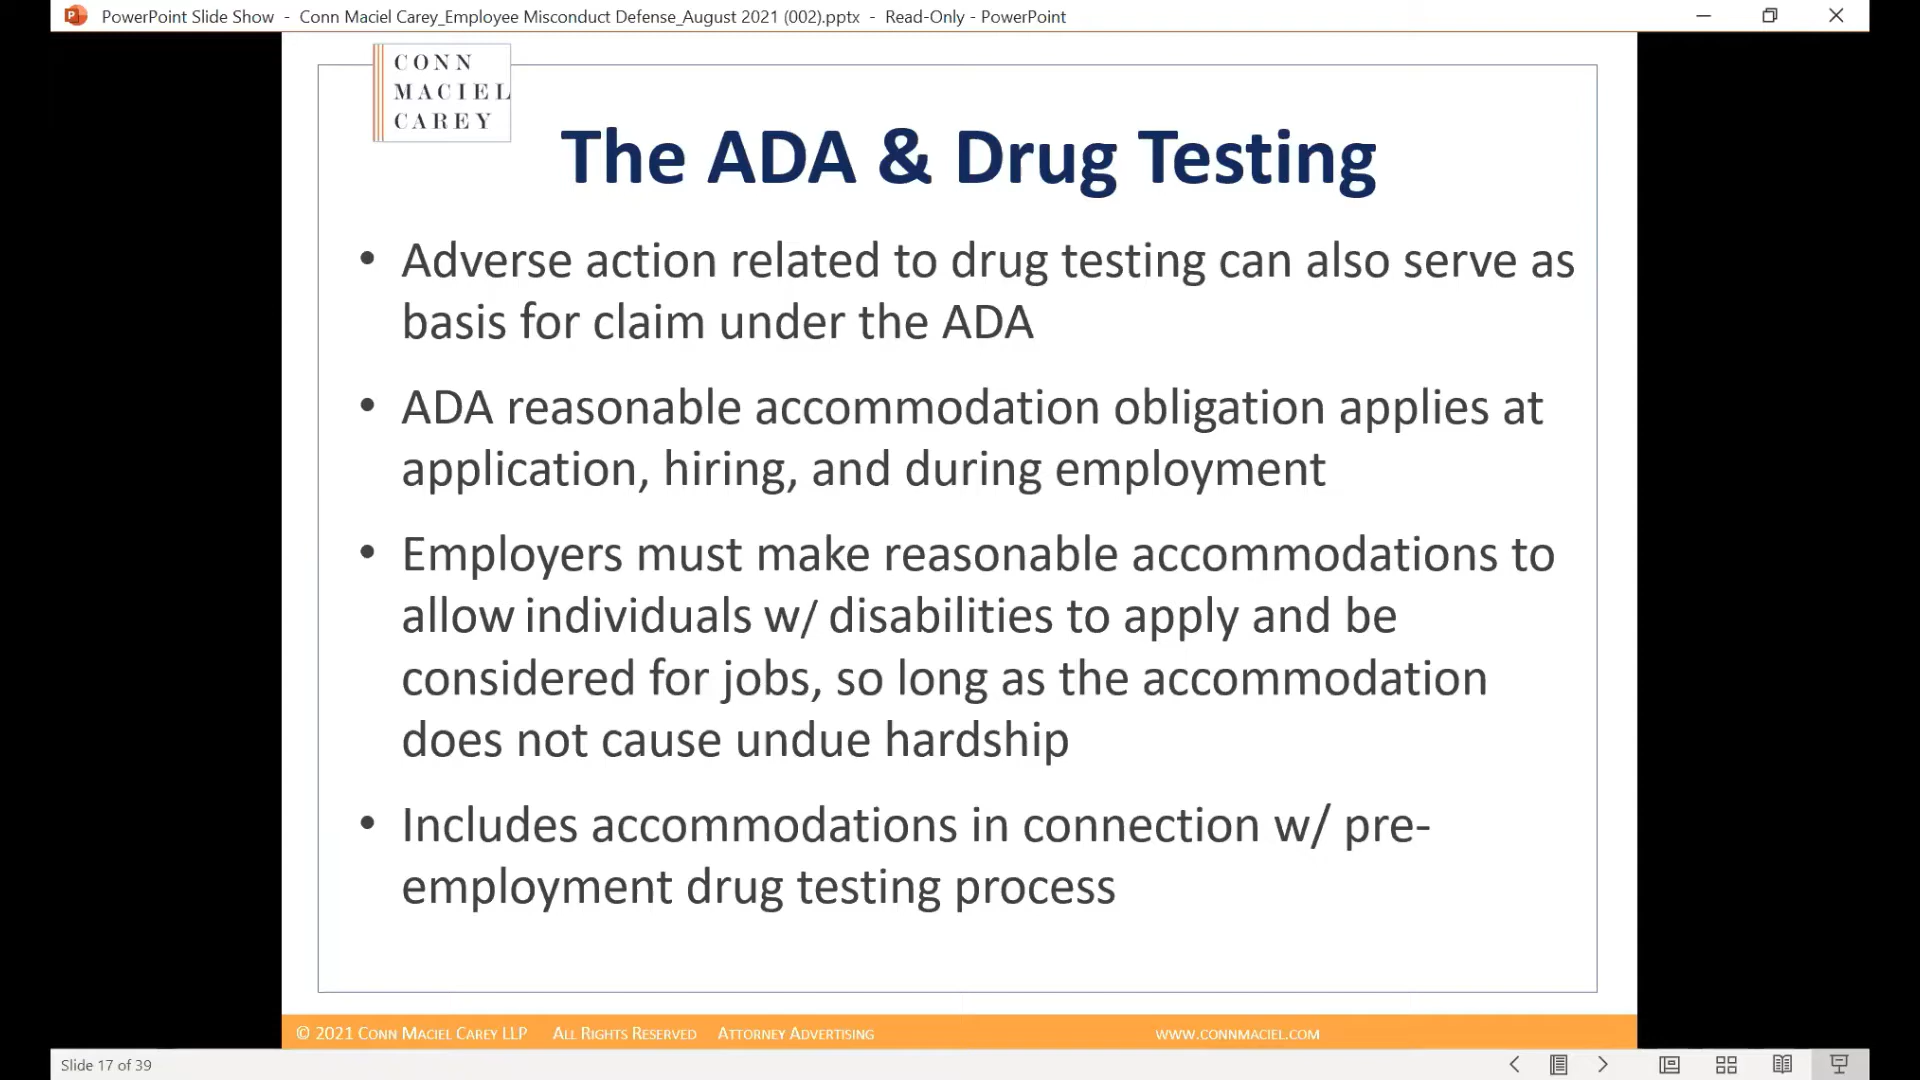 PowerPoint Slide Show - Conn Maciel Carey_Employee Misconduct Defense_August 2021 (002).pptx - Read-Only - PowerPoint
CONN
MACIEL
CAREY
The ADA & Drug Testing
• Adverse action related to drug testing can also serve as
basis for claim under the ADA
• ADA reasonable accommodation obligation applies at
application, hiring, and during employment
• Employers must make reasonable accommodations to
allow individuals w/ disabilities to apply and be
considered for jobs, so long as the accommodation
does not cause undue hardship
• Includes accommodations in connection w/ pre-
employment drug testing process
© 2021 CONN MACIEL CAREY LLP ALL RIGHTS RESERVED ATTORNEY ADVERTISING WWW.CONNMACIEL.COM
Slide 17 of 39